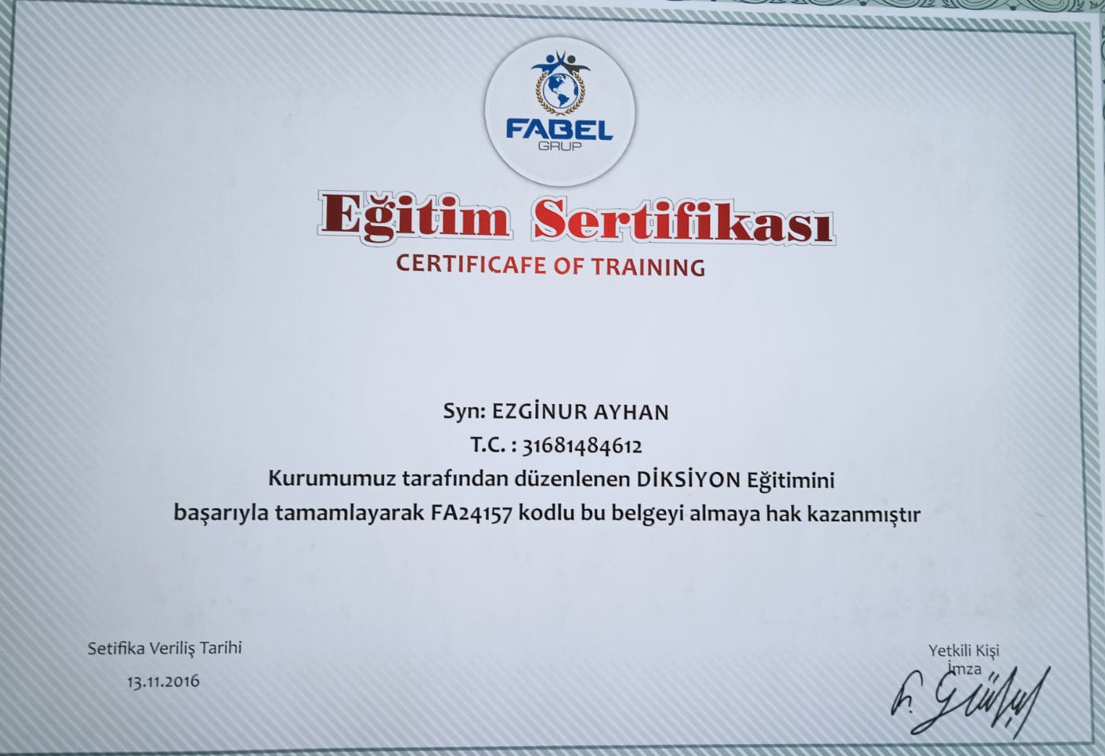 FABEL
GRUP
Eğitim Sertifikası
CERTIFICAFE OF TRAINING
Syn: EZGİNUR AYHAN
T.C. : 31681484612
Kurumumuz tarafından düzenlenen DİKSİYON Eğitimini
başarıyla tamamlayarak FA24157 kodlu bu belgeyi almaya hak kazanmıştır
Setifika Veriliş Tarihi
13.11.2016
Yetkili Kişi
İmza